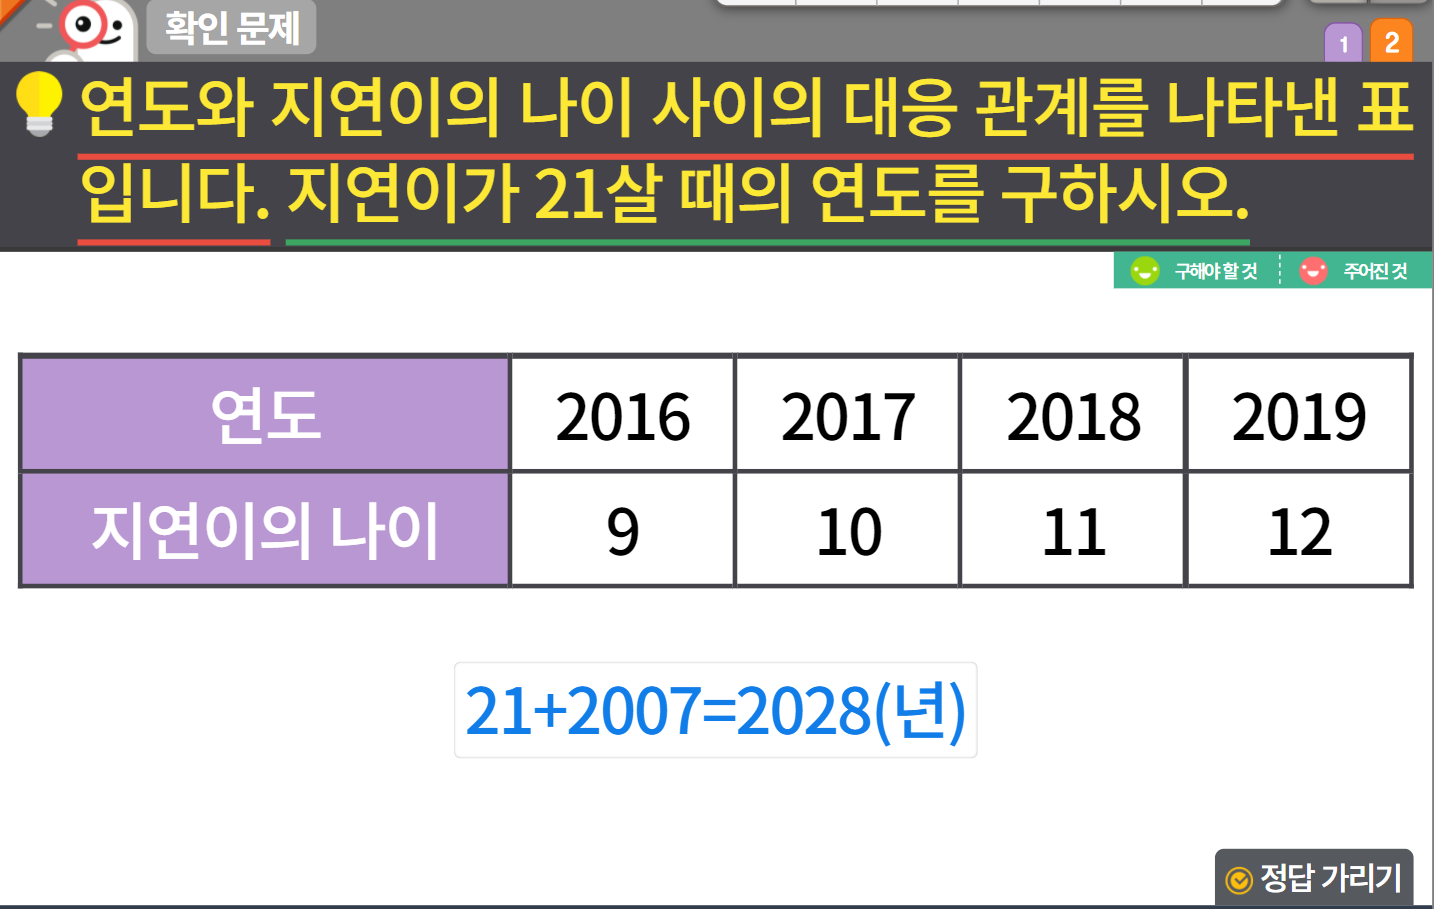 확인 문제
1
2
연도와 지연이의 나이 사이의 대응 관계를 나타낸 표
입니다. 지연이가 21살 때의 연도를 구하시오.
구해야 할 것 주어진 것
연도 2016 2017 2018 2019
지연이의 나이 9 10 11 12
21+2007=2028(년)
정답 가리기